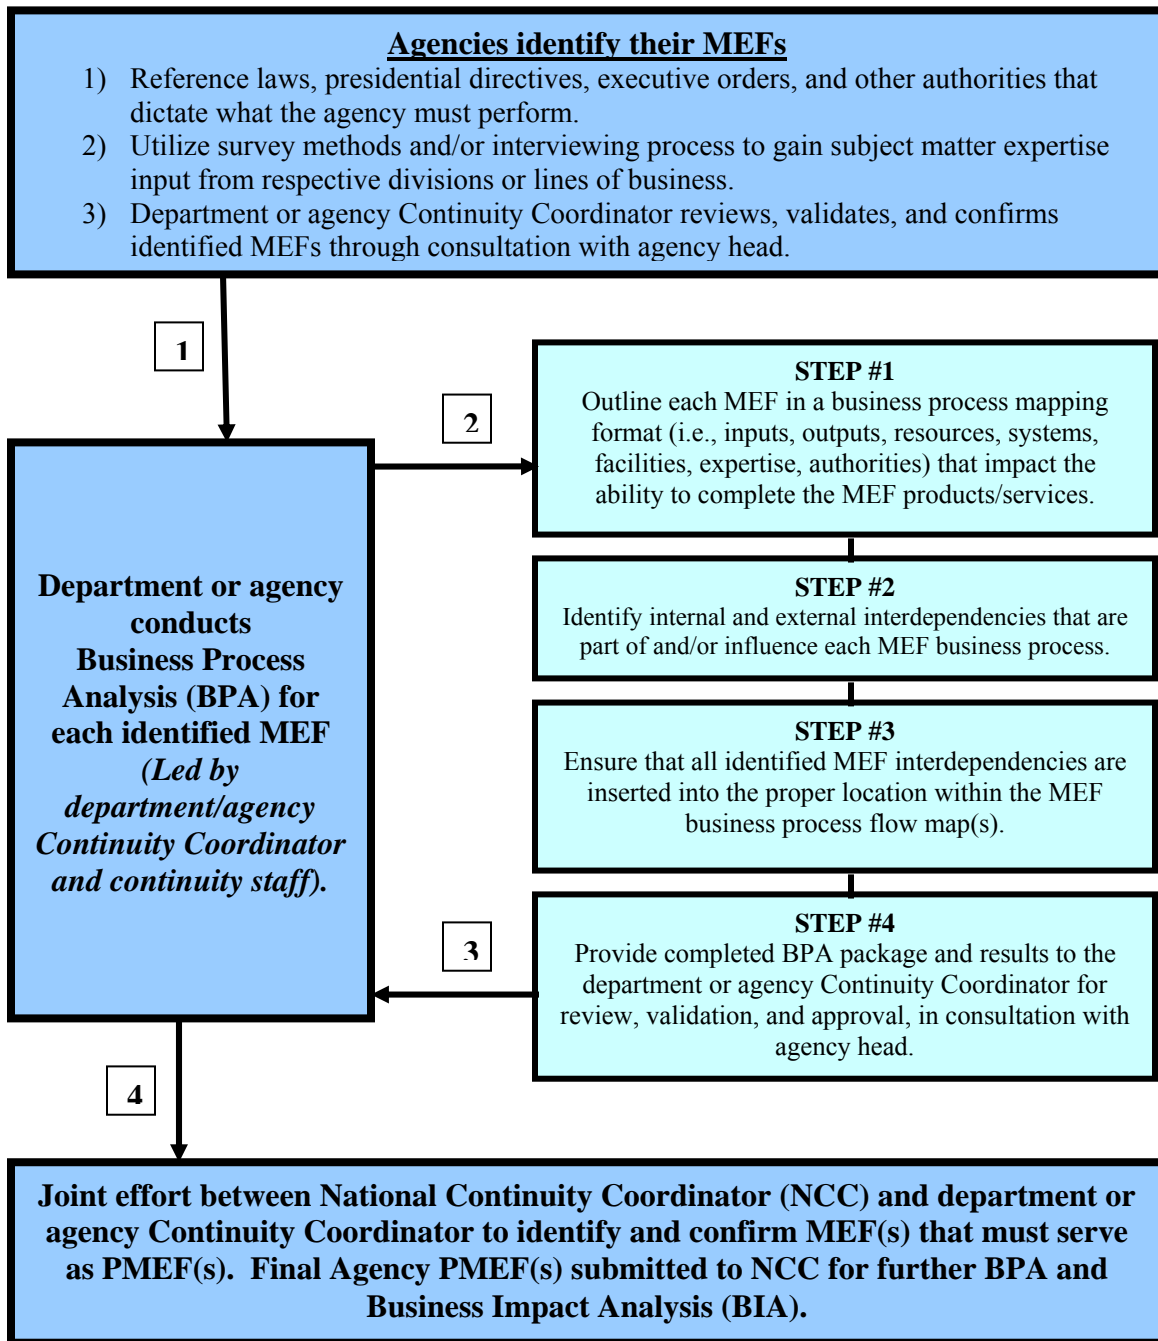 Agencies identify their MEFs
1) Reference laws, presidential directives, executive orders, and other authorities that
dictate what the agency must perform.
2) Utilize survey methods and/or interviewing process to gain subject matter expertise
input from respective divisions or lines of business.
3) Department or agency Continuity Coordinator reviews, validates, and confirms
identified MEFs through consultation with agency head.
1
2
STEP #1
Outline each MEF in a business process mapping
format (i.e., inputs, outputs, resources, systems,
facilities, expertise, authorities) that impact the
ability to complete the MEF products/services.
Department or agency
conducts
Business Process
Analysis (BPA) for
each identified MEF
(Led by
department/agency
Continuity Coordinator
and continuity staff).
STEP #2
Identify internal and external interdependencies that are
part of and/or influence each MEF business process.
STEP #3
Ensure that all identified MEF interdependencies are
inserted into the proper location within the MEF
business process flow map(s).
STEP #4
Provide completed BPA package and results to the
department or agency Continuity Coordinator for
review, validation, and approval, in consultation with
agency head.
3
4
Joint effort between National Continuity Coordinator (NCC) and department or
agency Continuity Coordinator to identify and confirm MEF(s) that must serve
as PMEF(s).  Final Agency PMEF(s) submitted to NCC for further BPA and
Business Impact Analysis (BIA).